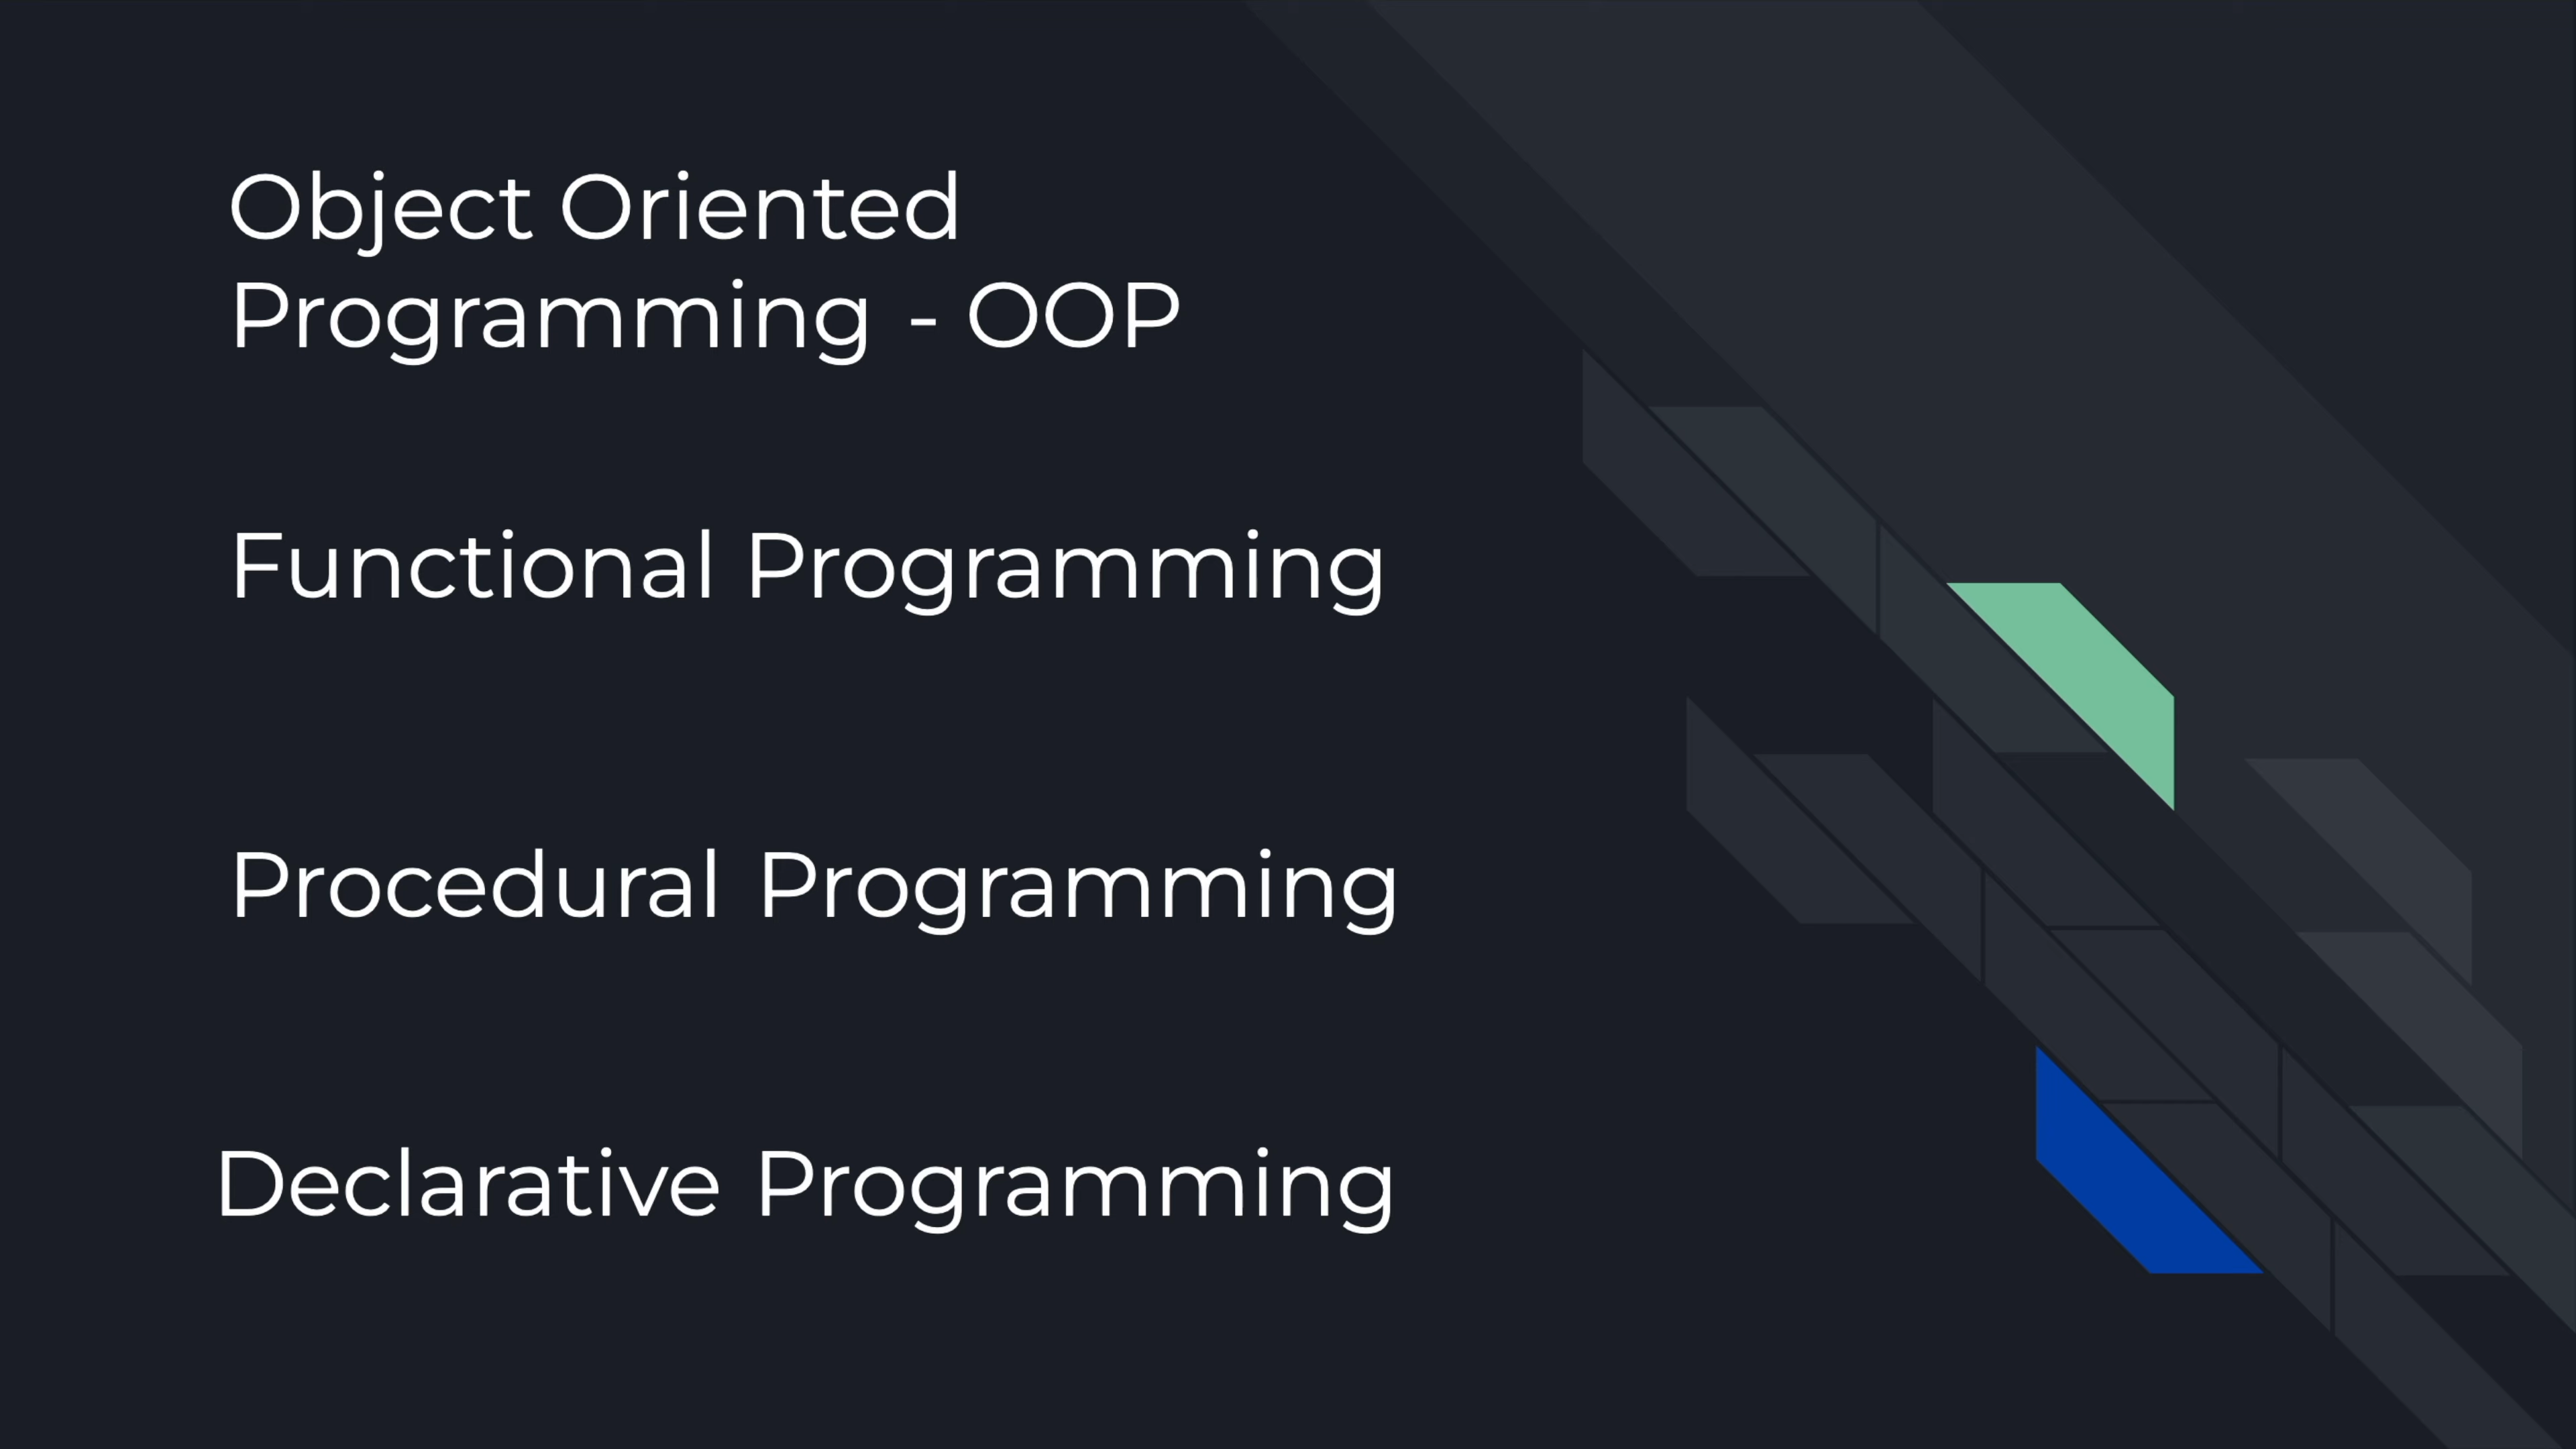 Object Oriented
Programming - OOP
Functional Programming
Procedural Programming
Declarative Programming